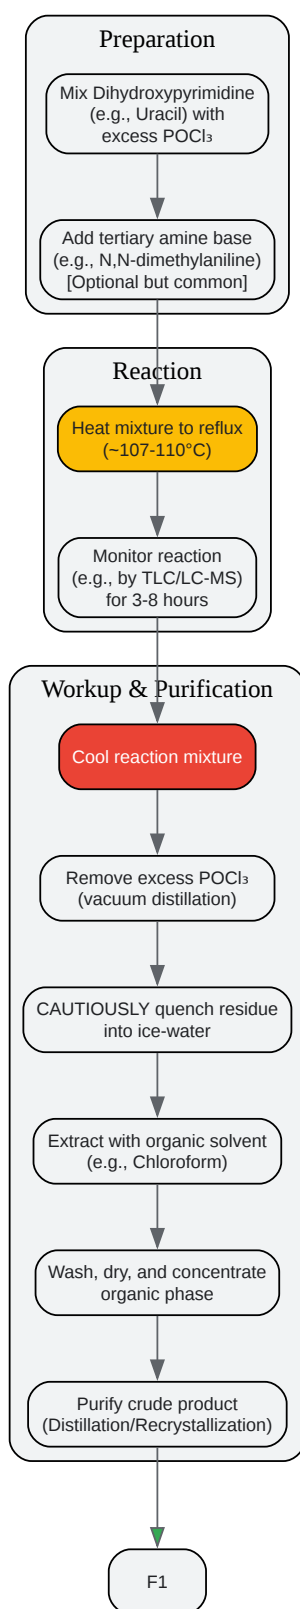 Preparation
Mix Dihydroxypyrimidine
(e.g., Uracil) with
excess POCl₃
Add tertiary amine base
(e.g., N,N-dimethylaniline)
[Optional but common]
Reaction
Heat mixture to reflux
(~107-110°C)
Monitor reaction
(e.g., by TLC/LC-MS)
for 3-8 hours
Workup & Purification
Cool reaction mixture
Remove excess POCl₃
(vacuum distillation)
CAUTIOUSLY quench residue
into ice-water
Extract with organic solvent
(e.g., Chloroform)
Wash, dry, and concentrate
organic phase
Purify crude product
(Distillation/Recrystallization)
F1